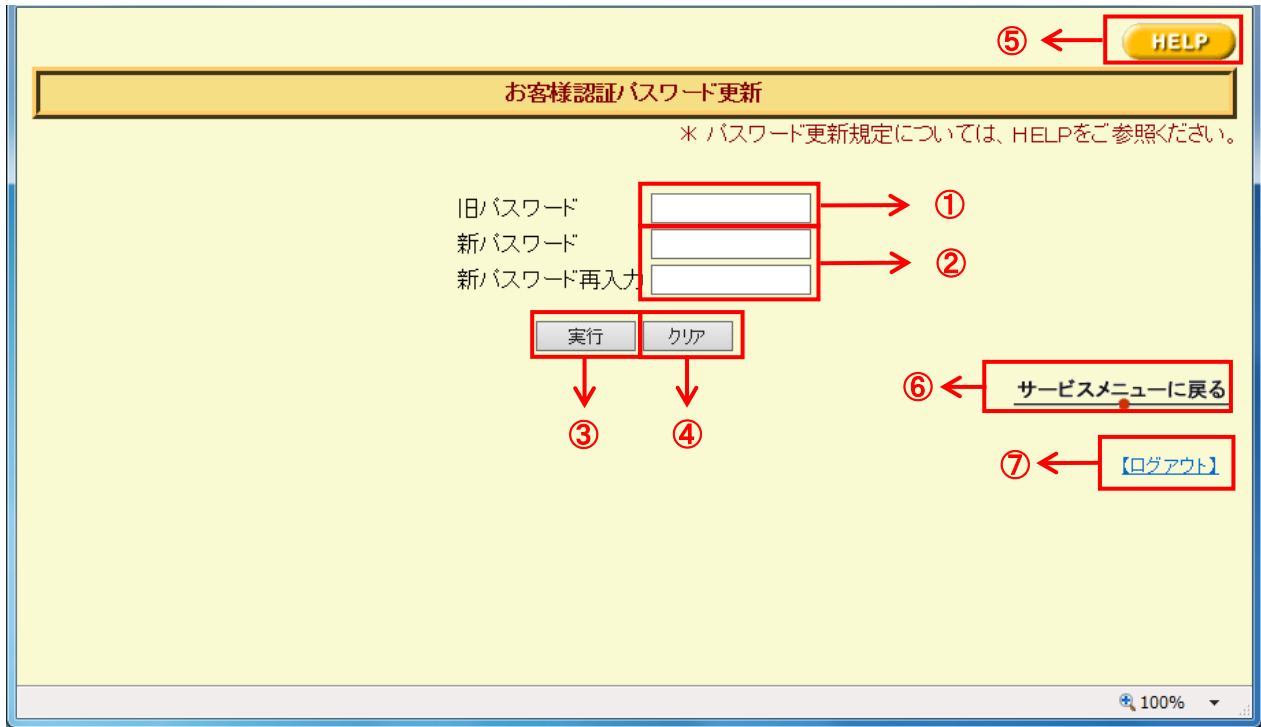 ⑤ HELP
お客様認証パスワード更新
* パスワード更新規定については、HELPをご参照ください。
旧パスワード ①
新パスワード
②
新パスワード再入力
実行 クリア
⑥ サービスメニューに戻る
③ ④
⑦ 【ログアウト】
100%